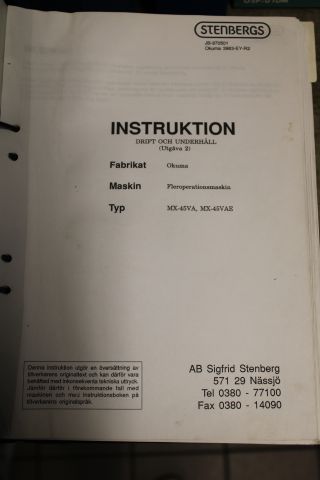 STENBERGS
JB-970501
Okuma 3983-EY-R2
INSTRUKTION
DRIFT OCH UNDERHÅLL
(Utgåva 2)
Fabrikat Okuma
Maskin Fleroperationsmaskin
Typ MX-45VA, MX-45VAE
Denna instruktion utgör en översättning av
tillverkarens originaltext och kan därför vara
behäftad med inkonsekventa tekniska uttryck.
Jämför därför i förekommande fall med
maskinen och med instruktionsboken på
tillverkarens originalspråk.
AB Sigfrid Stenberg
571 29 Nässjö
Tel 0380 - 77100
Fax 0380 - 14090